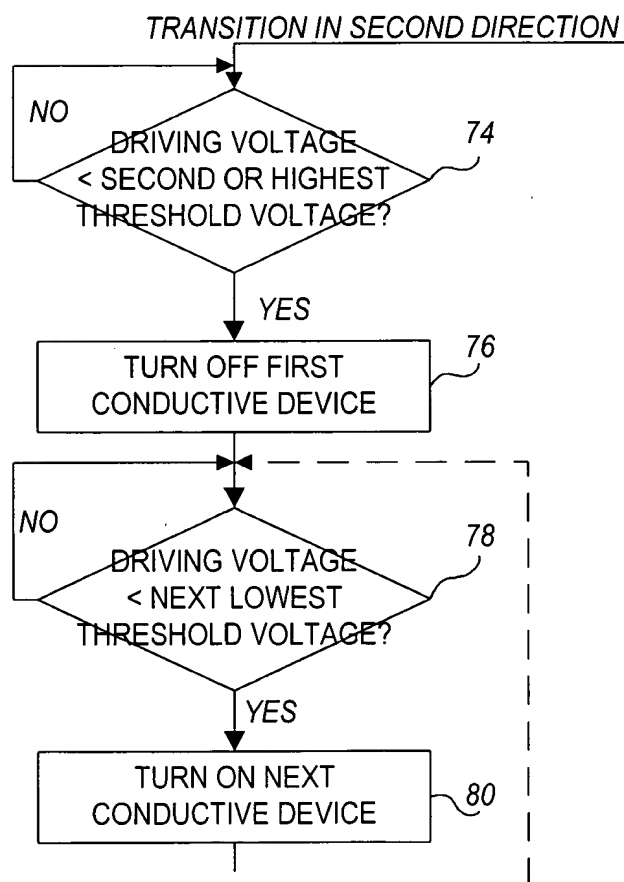 TRANSITION IN SECOND DIRECTION
NO
DRIVING VOLTAGE
< SECOND OR HIGHEST
THRESHOLD VOLTAGE?
74
YES
TURN OFF FIRST
CONDUCTIVE DEVICE
76
NO
DRIVING VOLTAGE
< NEXT LOWEST
THRESHOLD VOLTAGE?
78
YES
TURN ON NEXT
CONDUCTIVE DEVICE
80